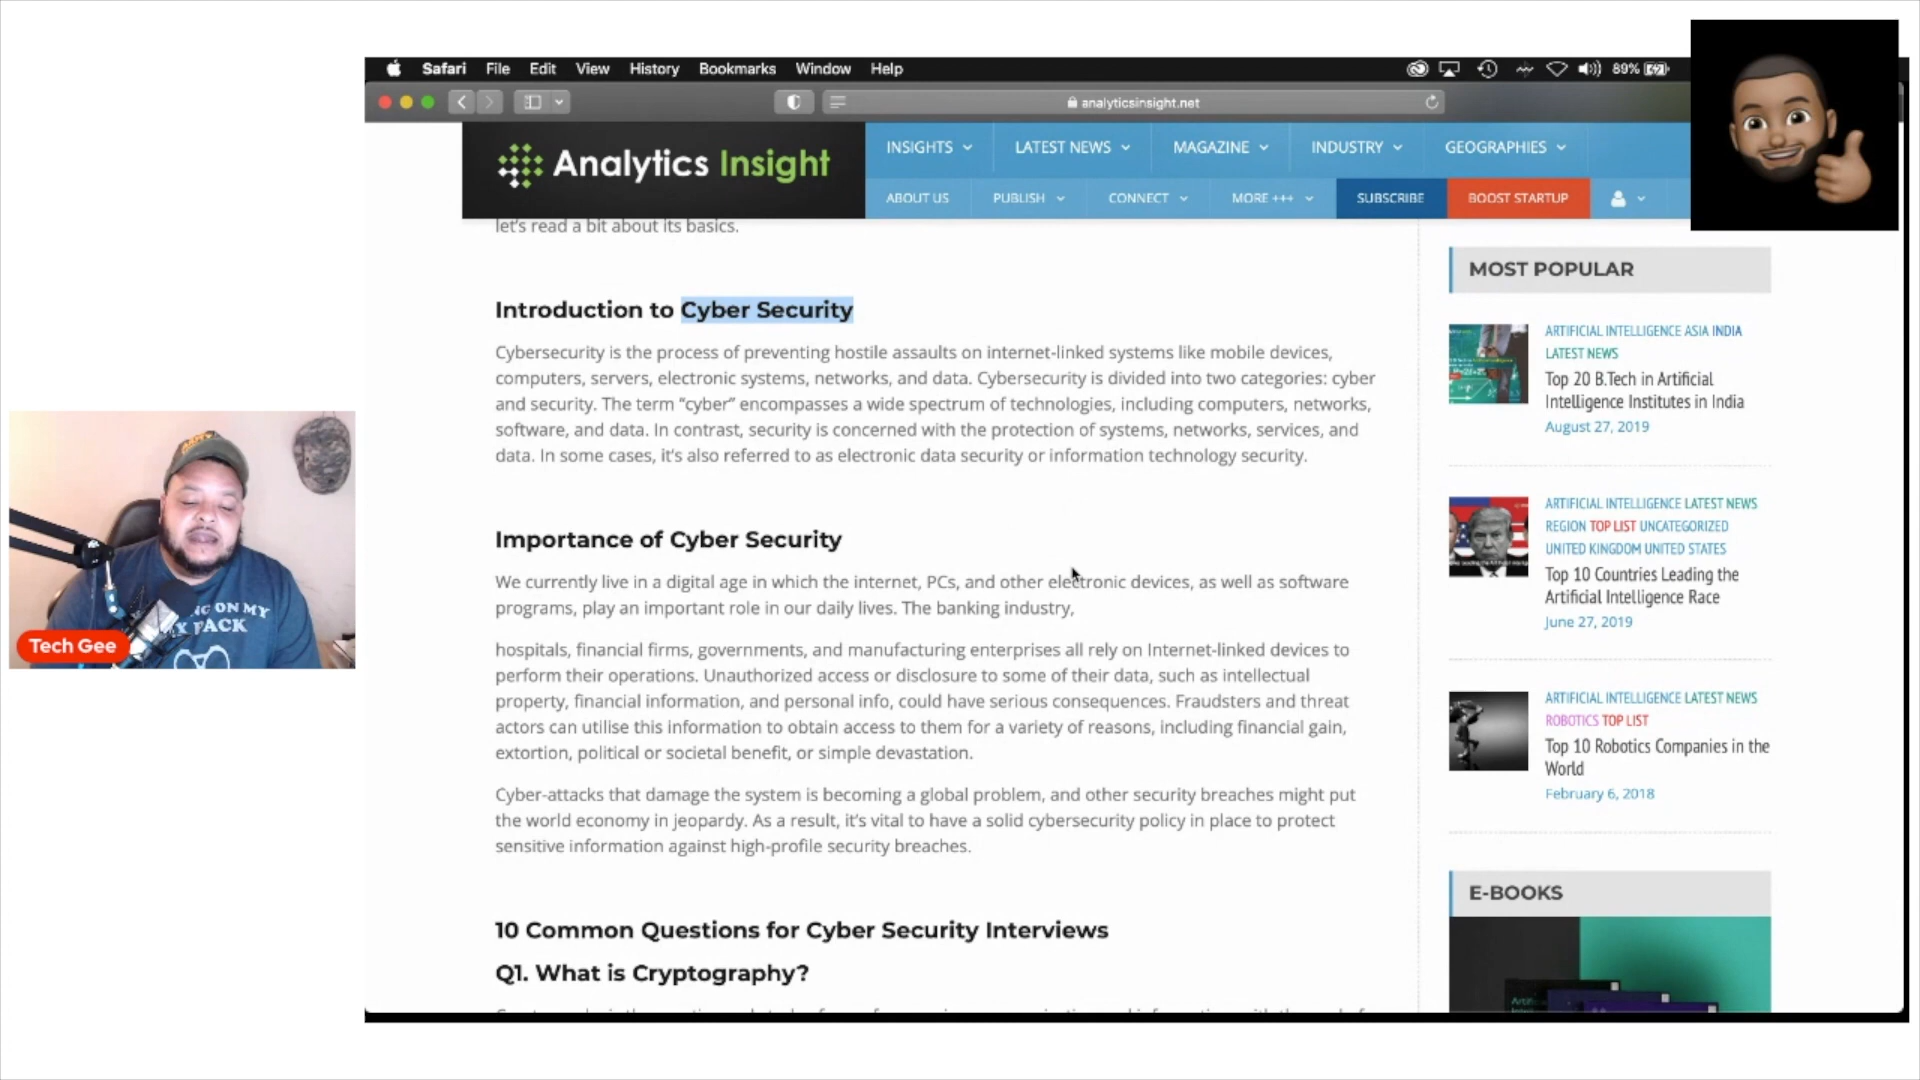 Safari File Edit View History Bookmarks Window Help
89%
analyticsinsight.net
Analytics Insight
INSIGHTS LATEST NEWS MAGAZINE INDUSTRY GEOGRAPHIES
ABOUT US PUBLISH CONNECT MORE +++ SUBSCRIBE BOOST STARTUP
let's read a bit about its basics.
Introduction to Cyber Security
Cybersecurity is the process of preventing hostile assaults on internet-linked systems like mobile devices,
computers, servers, electronic systems, networks, and data. Cybersecurity is divided into two categories: cyber
and security. The term “cyber” encompasses a wide spectrum of technologies, including computers, networks,
software, and data. In contrast, security is concerned with the protection of systems, networks, services, and
data. In some cases, it's also referred to as electronic data security or information technology security.
Importance of Cyber Security
We currently live in a digital age in which the internet, PCs, and other electronic devices, as well as software
programs, play an important role in our daily lives. The banking industry,
hospitals, financial firms, governments, and manufacturing enterprises all rely on Internet-linked devices to
perform their operations. Unauthorized access or disclosure to some of their data, such as intellectual
property, financial information, and personal info, could have serious consequences. Fraudsters and threat
actors can utilise this information to obtain access to them for a variety of reasons, including financial gain,
extortion, political or societal benefit, or simple devastation.
Cyber-attacks that damage the system is becoming a global problem, and other security breaches might put
the world economy in jeopardy. As a result, it's vital to have a solid cybersecurity policy in place to protect
sensitive information against high-profile security breaches.
10 Common Questions for Cyber Security Interviews
Q1. What is Cryptography?
MOST POPULAR
ARTIFICIAL INTELLIGENCE ASIA INDIA
LATEST NEWS
Top 20 B.Tech in Artificial
Intelligence Institutes in India
August 27, 2019
ARTIFICIAL INTELLIGENCE LATEST NEWS
REGION TOP LIST UNCATEGORIZED
UNITED KINGDOM UNITED STATES
Top 10 Countries Leading the
Artificial Intelligence Race
June 27, 2019
ARTIFICIAL INTELLIGENCE LATEST NEWS
ROBOTICS TOP LIST
Top 10 Robotics Companies in the
World
February 6, 2018
E-BOOKS
ON MY
PACK
Tech Gee